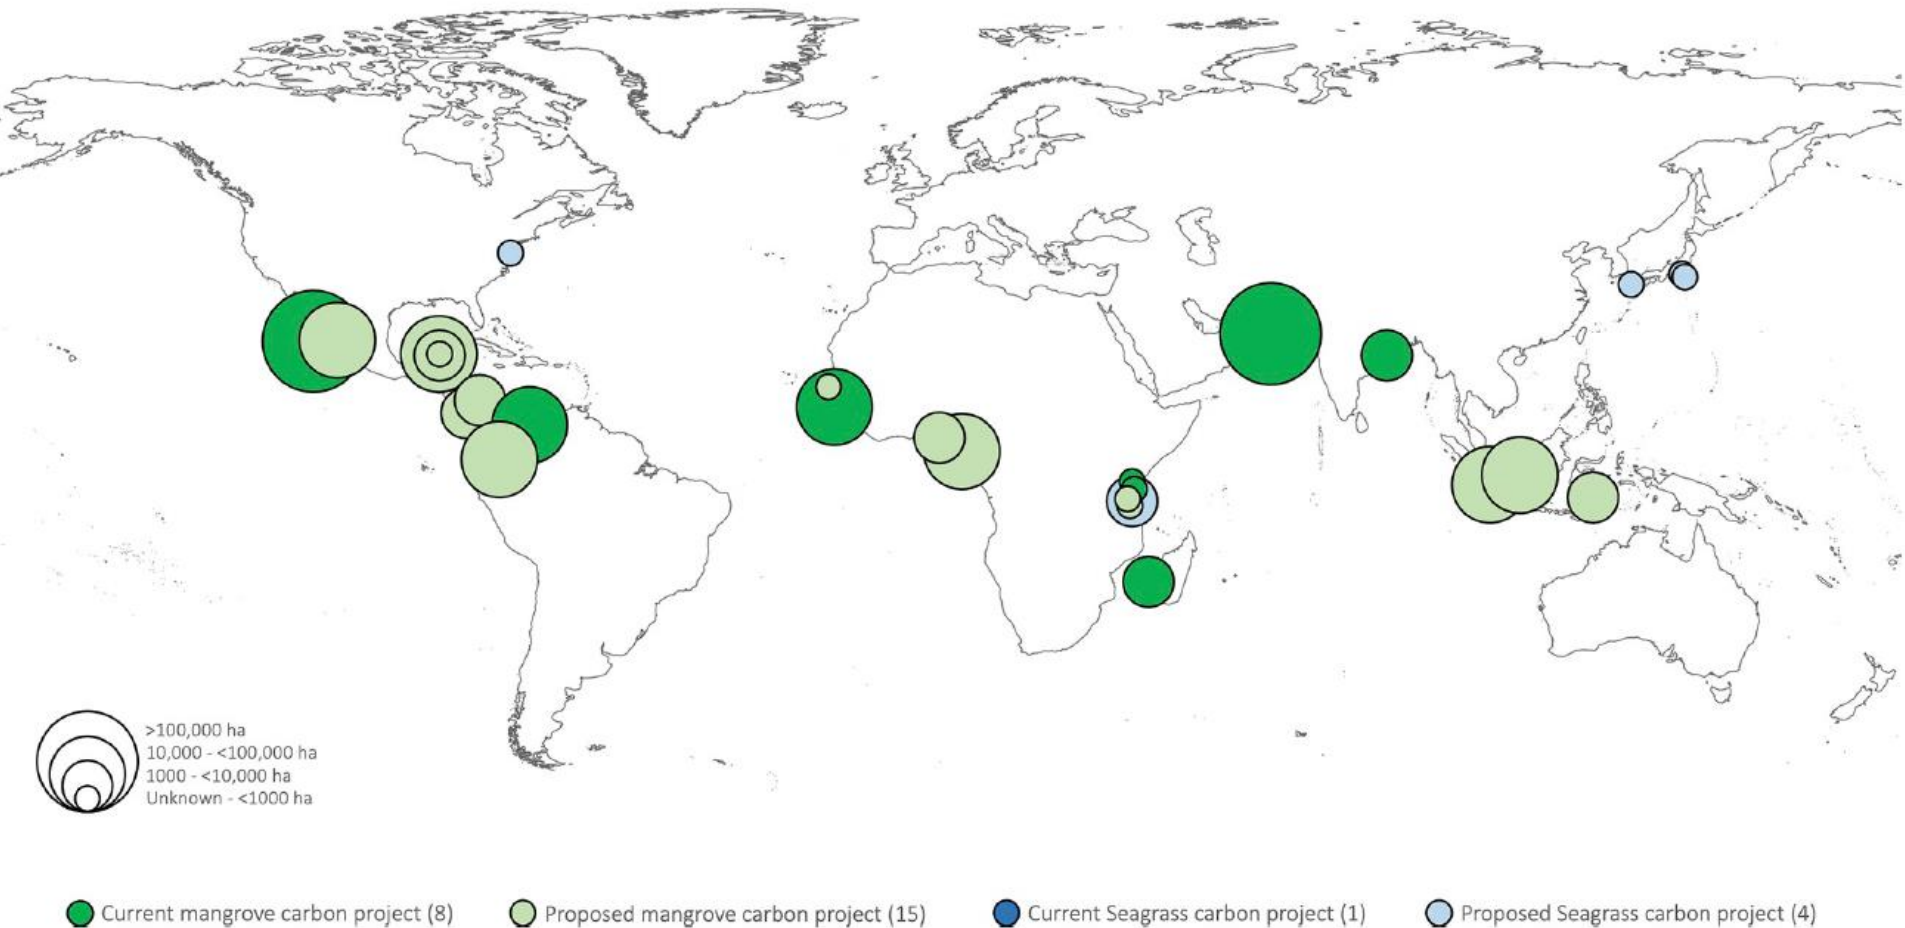 >100,000 ha
10,000 - <100,000 ha
1000 - <10,000 ha
Unknown - <1000 ha
Current mangrove carbon project (8)
Proposed mangrove carbon project (15)
Current Seagrass carbon project (1)
Proposed Seagrass carbon project (4)